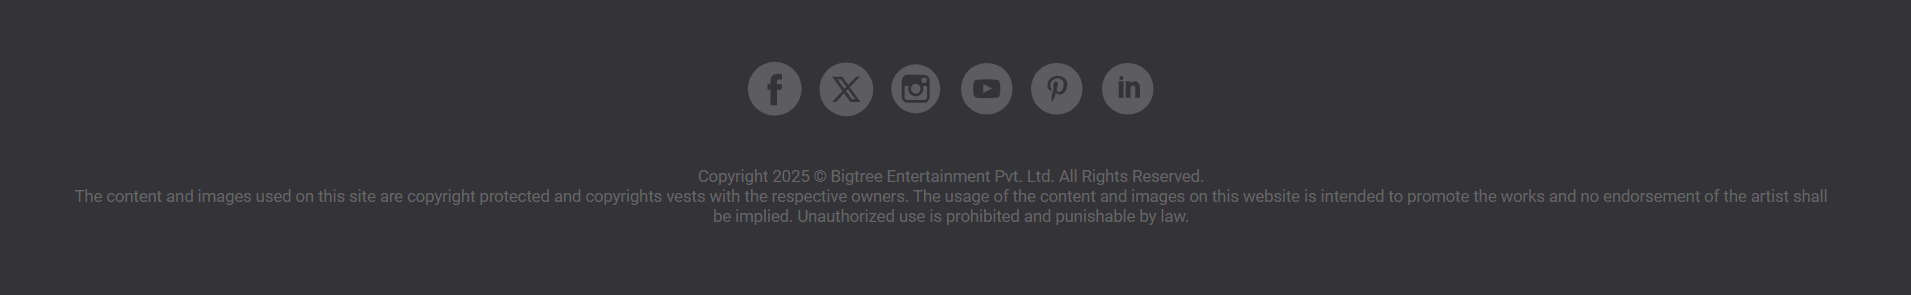 Copyright 2025 © Bigtree Entertainment Pvt. Ltd. All Rights Reserved.
The content and images used on this site are copyright protected and copyrights vests with the respective owners. The usage of the content and images on this website is intended to promote the works and no endorsement of the artist shall
be implied. Unauthorized use is prohibited and punishable by law.